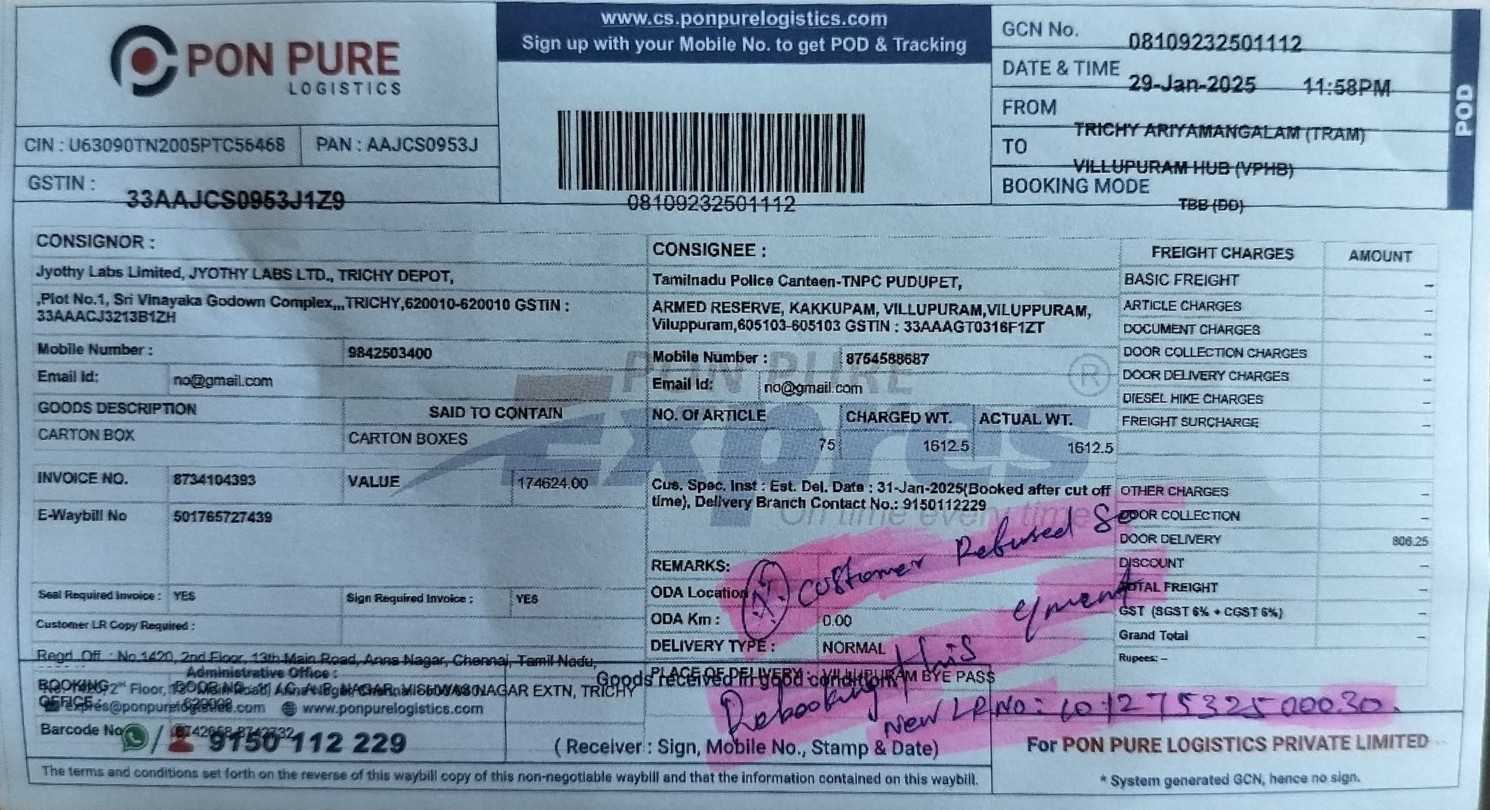 PON PURE
LOGISTICS
CIN : U63090TN2005PTC56468 PAN : AAJCS0953J
GSTIN : 33AAJCS0953J1Z9
www.cs.ponpurelogistics.com
Sign up with your Mobile No. to get POD & Tracking
08109232501112
GCN No. 08109232501112
DATE & TIME 29-Jan-2025 11:58PM
FROM TRICHY ARIYAMANGALAM (TRAM)
TO VILLUPURAM HUB (VPHB)
BOOKING MODE TBB (DD)
POD
CONSIGNOR :
Jyothy Labs Limited, JYOTHY LABS LTD., TRICHY DEPOT,
,Plot No.1, Sri Vinayaka Godown Complex,,,TRICHY,620010-620010 GSTIN :
33AAACJ3213B1ZH
Mobile Number : 9842503400
Email Id: no@gmail.com
GOODS DESCRIPTION SAID TO CONTAIN
CARTON BOX CARTON BOXES
INVOICE NO. 8734104393 VALUE 174624.00
E-Waybill No 501765727439
Seal Required Invoice : YES Sign Required Invoice : YES
Customer LR Copy Required :
CONSIGNEE :
Tamilnadu Police Canteen-TNPC PUDUPET,
ARMED RESERVE, KAKKUPAM, VILLUPURAM,VILUPPURAM,
Viluppuram,605103-605103 GSTIN : 33AAAGT0316F1ZT
Mobile Number : 8754588687
Email Id: no@gmail.com
NO. Of ARTICLE CHARGED WT. ACTUAL WT.
75 1612.5 1612.5
PON PURE
Expres ®
On time every time
Cus. Spec. Inst : Est. Del. Date : 31-Jan-2025(Booked after cut off
time), Delivery Branch Contact No.: 9150112229
REMARKS:
ODA Location
ODA Km : 0.00
DELIVERY TYPE : NORMAL
PLACE OF DELIVERY : VILLUPURAM BYE PASS
Customer Refused So
this
Rebooking
New LR NO: 10127532500030.
FREIGHT CHARGES AMOUNT
BASIC FREIGHT –
ARTICLE CHARGES –
DOCUMENT CHARGES –
DOOR COLLECTION CHARGES –
DOOR DELIVERY CHARGES –
DIESEL HIKE CHARGES –
FREIGHT SURCHARGE –
OTHER CHARGES –
DOOR COLLECTION –
DOOR DELIVERY 806.25
DISCOUNT –
TOTAL FREIGHT –
GST (SGST 6% + CGST 6%) –
Grand Total –
Rupees: –
Regd. Off. : No.1420, 2nd Floor, 13th Main Road, Anna Nagar, Chennai, Tamil Nadu,
Administrative Office :
BOOKING
OFFICE
NAGAR EXTN, TRICHY
www.ponpurelogistics.com
Goods received in good condition
Barcode No
9150 112 229
( Receiver : Sign, Mobile No., Stamp & Date)
For PON PURE LOGISTICS PRIVATE LIMITED
The terms and conditions set forth on the reverse of this waybill copy of this non-negotiable waybill and that the information contained on this waybill.
* System generated GCN, hence no sign.